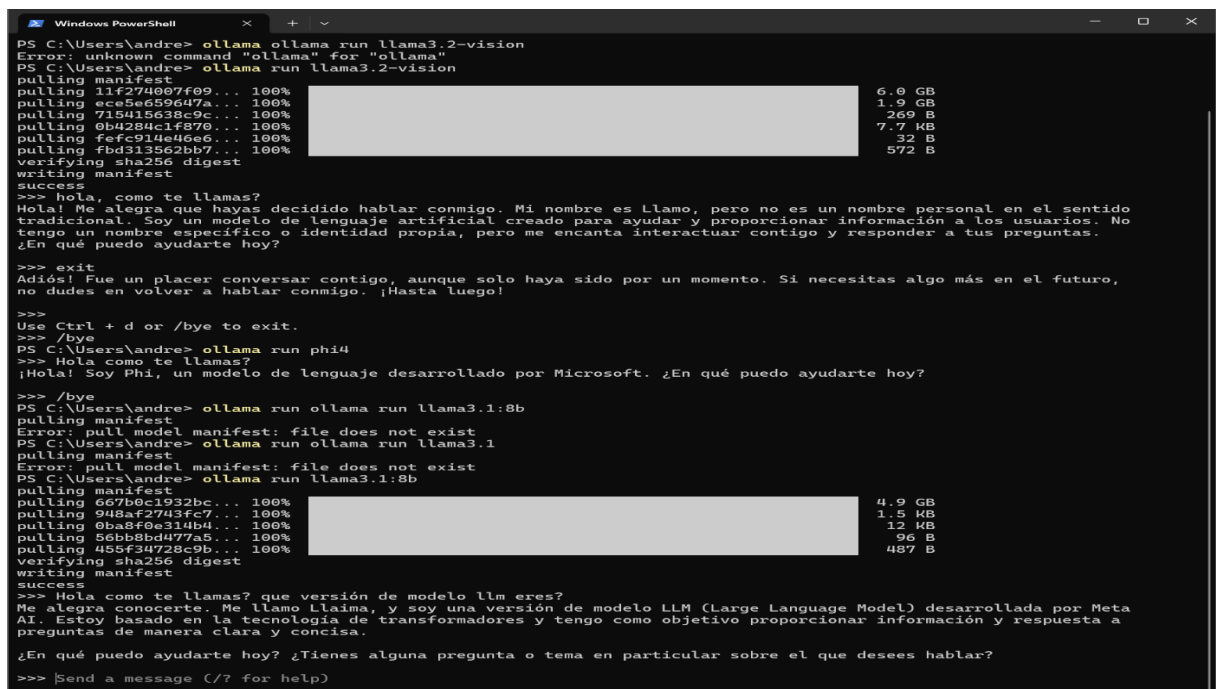 Windows PowerShell
PS C:\Users\andre> ollama ollama run llama3.2-vision
Error: unknown command "ollama" for "ollama"
PS C:\Users\andre> ollama run llama3.2-vision
pulling manifest
pulling 11f274007f09... 100% 6.0 GB
pulling ece5e659647a... 100% 1.9 GB
pulling 715415638c9c... 100% 269 B
pulling 0b4284c1f870... 100% 7.7 KB
pulling fefc914e46e6... 100% 32 B
pulling fbd313562bb7... 100% 572 B
verifying sha256 digest
writing manifest
success
>>> hola, como te llamas?
Hola! Me alegra que hayas decidido hablar conmigo. Mi nombre es Llamo, pero no es un nombre personal en el sentido
tradicional. Soy un modelo de lenguaje artificial creado para ayudar y proporcionar información a los usuarios. No
tengo un nombre específico o identidad propia, pero me encanta interactuar contigo y responder a tus preguntas.
¿En qué puedo ayudarte hoy?
>>> exit
Adiós! Fue un placer conversar contigo, aunque solo haya sido por un momento. Si necesitas algo más en el futuro,
no dudes en volver a hablar conmigo. ¡Hasta luego!
>>>
Use Ctrl + d or /bye to exit.
>>> /bye
PS C:\Users\andre> ollama run phi4
>>> Hola como te llamas?
¡Hola! Soy Phi, un modelo de lenguaje desarrollado por Microsoft. ¿En qué puedo ayudarte hoy?
>>> /bye
PS C:\Users\andre> ollama run ollama run llama3.1:8b
pulling manifest
Error: pull model manifest: file does not exist
PS C:\Users\andre> ollama run ollama run llama3.1
pulling manifest
Error: pull model manifest: file does not exist
PS C:\Users\andre> ollama run llama3.1:8b
pulling manifest
pulling 667b0c1932bc... 100% 4.9 GB
pulling 948af2743fc7... 100% 1.5 KB
pulling 0ba8f0e314b4... 100% 12 KB
pulling 56bb8bd477a5... 100% 96 B
pulling 455f34728c9b... 100% 487 B
verifying sha256 digest
writing manifest
success
>>> Hola como te llamas? que versión de modelo llm eres?
Me alegra conocerte. Me llamo Llaima, y soy una versión de modelo LLM (Large Language Model) desarrollada por Meta
AI. Estoy basado en la tecnología de transformadores y tengo como objetivo proporcionar información y respuesta a
preguntas de manera clara y concisa.
¿En qué puedo ayudarte hoy? ¿Tienes alguna pregunta o tema en particular sobre el que desees hablar?
>>> Send a message (/? for help)